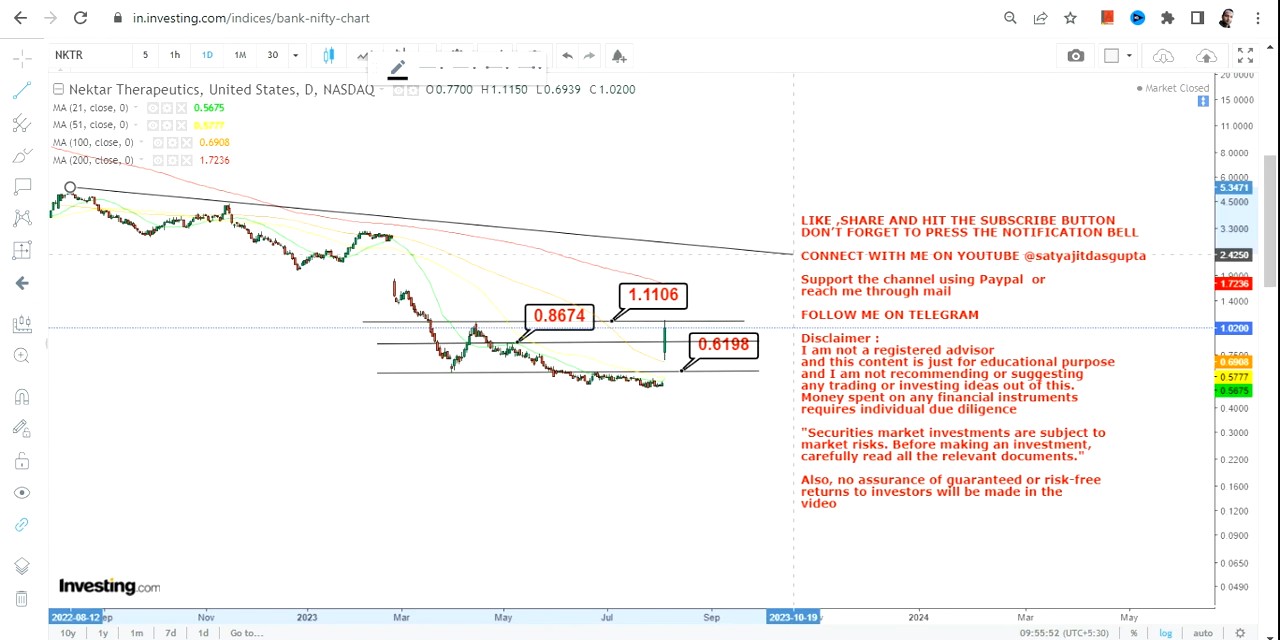 in.investing.com/indices/bank-nifty-chart
NKTR 5 1h 1D 1M 30
Nektar Therapeutics, United States, D, NASDAQ O0.7700 H1.1150 L0.6939 C1.0200
Market Closed
MA (21, close, 0) 0.5675
MA (51, close, 0) 0.5777
MA (100, close, 0) 0.6908
MA (200, close, 0) 1.7236
1.1106
0.8674
0.6198
LIKE ,SHARE AND HIT THE SUBSCRIBE BUTTON
DON'T FORGET TO PRESS THE NOTIFICATION BELL
CONNECT WITH ME ON YOUTUBE @satyajitdasgupta
Support the channel using Paypal or
reach me through mail
FOLLOW ME ON TELEGRAM
Disclaimer :
I am not a registered advisor
and this content is just for educational purpose
and I am not recommending or suggesting
any trading or investing ideas out of this.
Money spent on any financial instruments
requires individual due diligence
"Securities market investments are subject to
market risks. Before making an investment,
carefully read all the relevant documents."
Also, no assurance of guaranteed or risk-free
returns to investors will be made in the
video
20.0000
15.0000
11.0000
8.0000
6.0000
5.3471
4.5000
3.3000
2.4250
1.7236
1.4000
1.0200
0.6908
0.5777
0.5675
0.4000
0.3000
0.2200
0.1600
0.1200
0.0900
0.0650
0.0490
Investing.com
2022-08-12 ep Nov 2023 Mar May Jul Sep 2023-10-19 2024 Mar May
10y 1y 1m 7d 1d Go to... 09:55:52 (UTC+5:30) % log auto